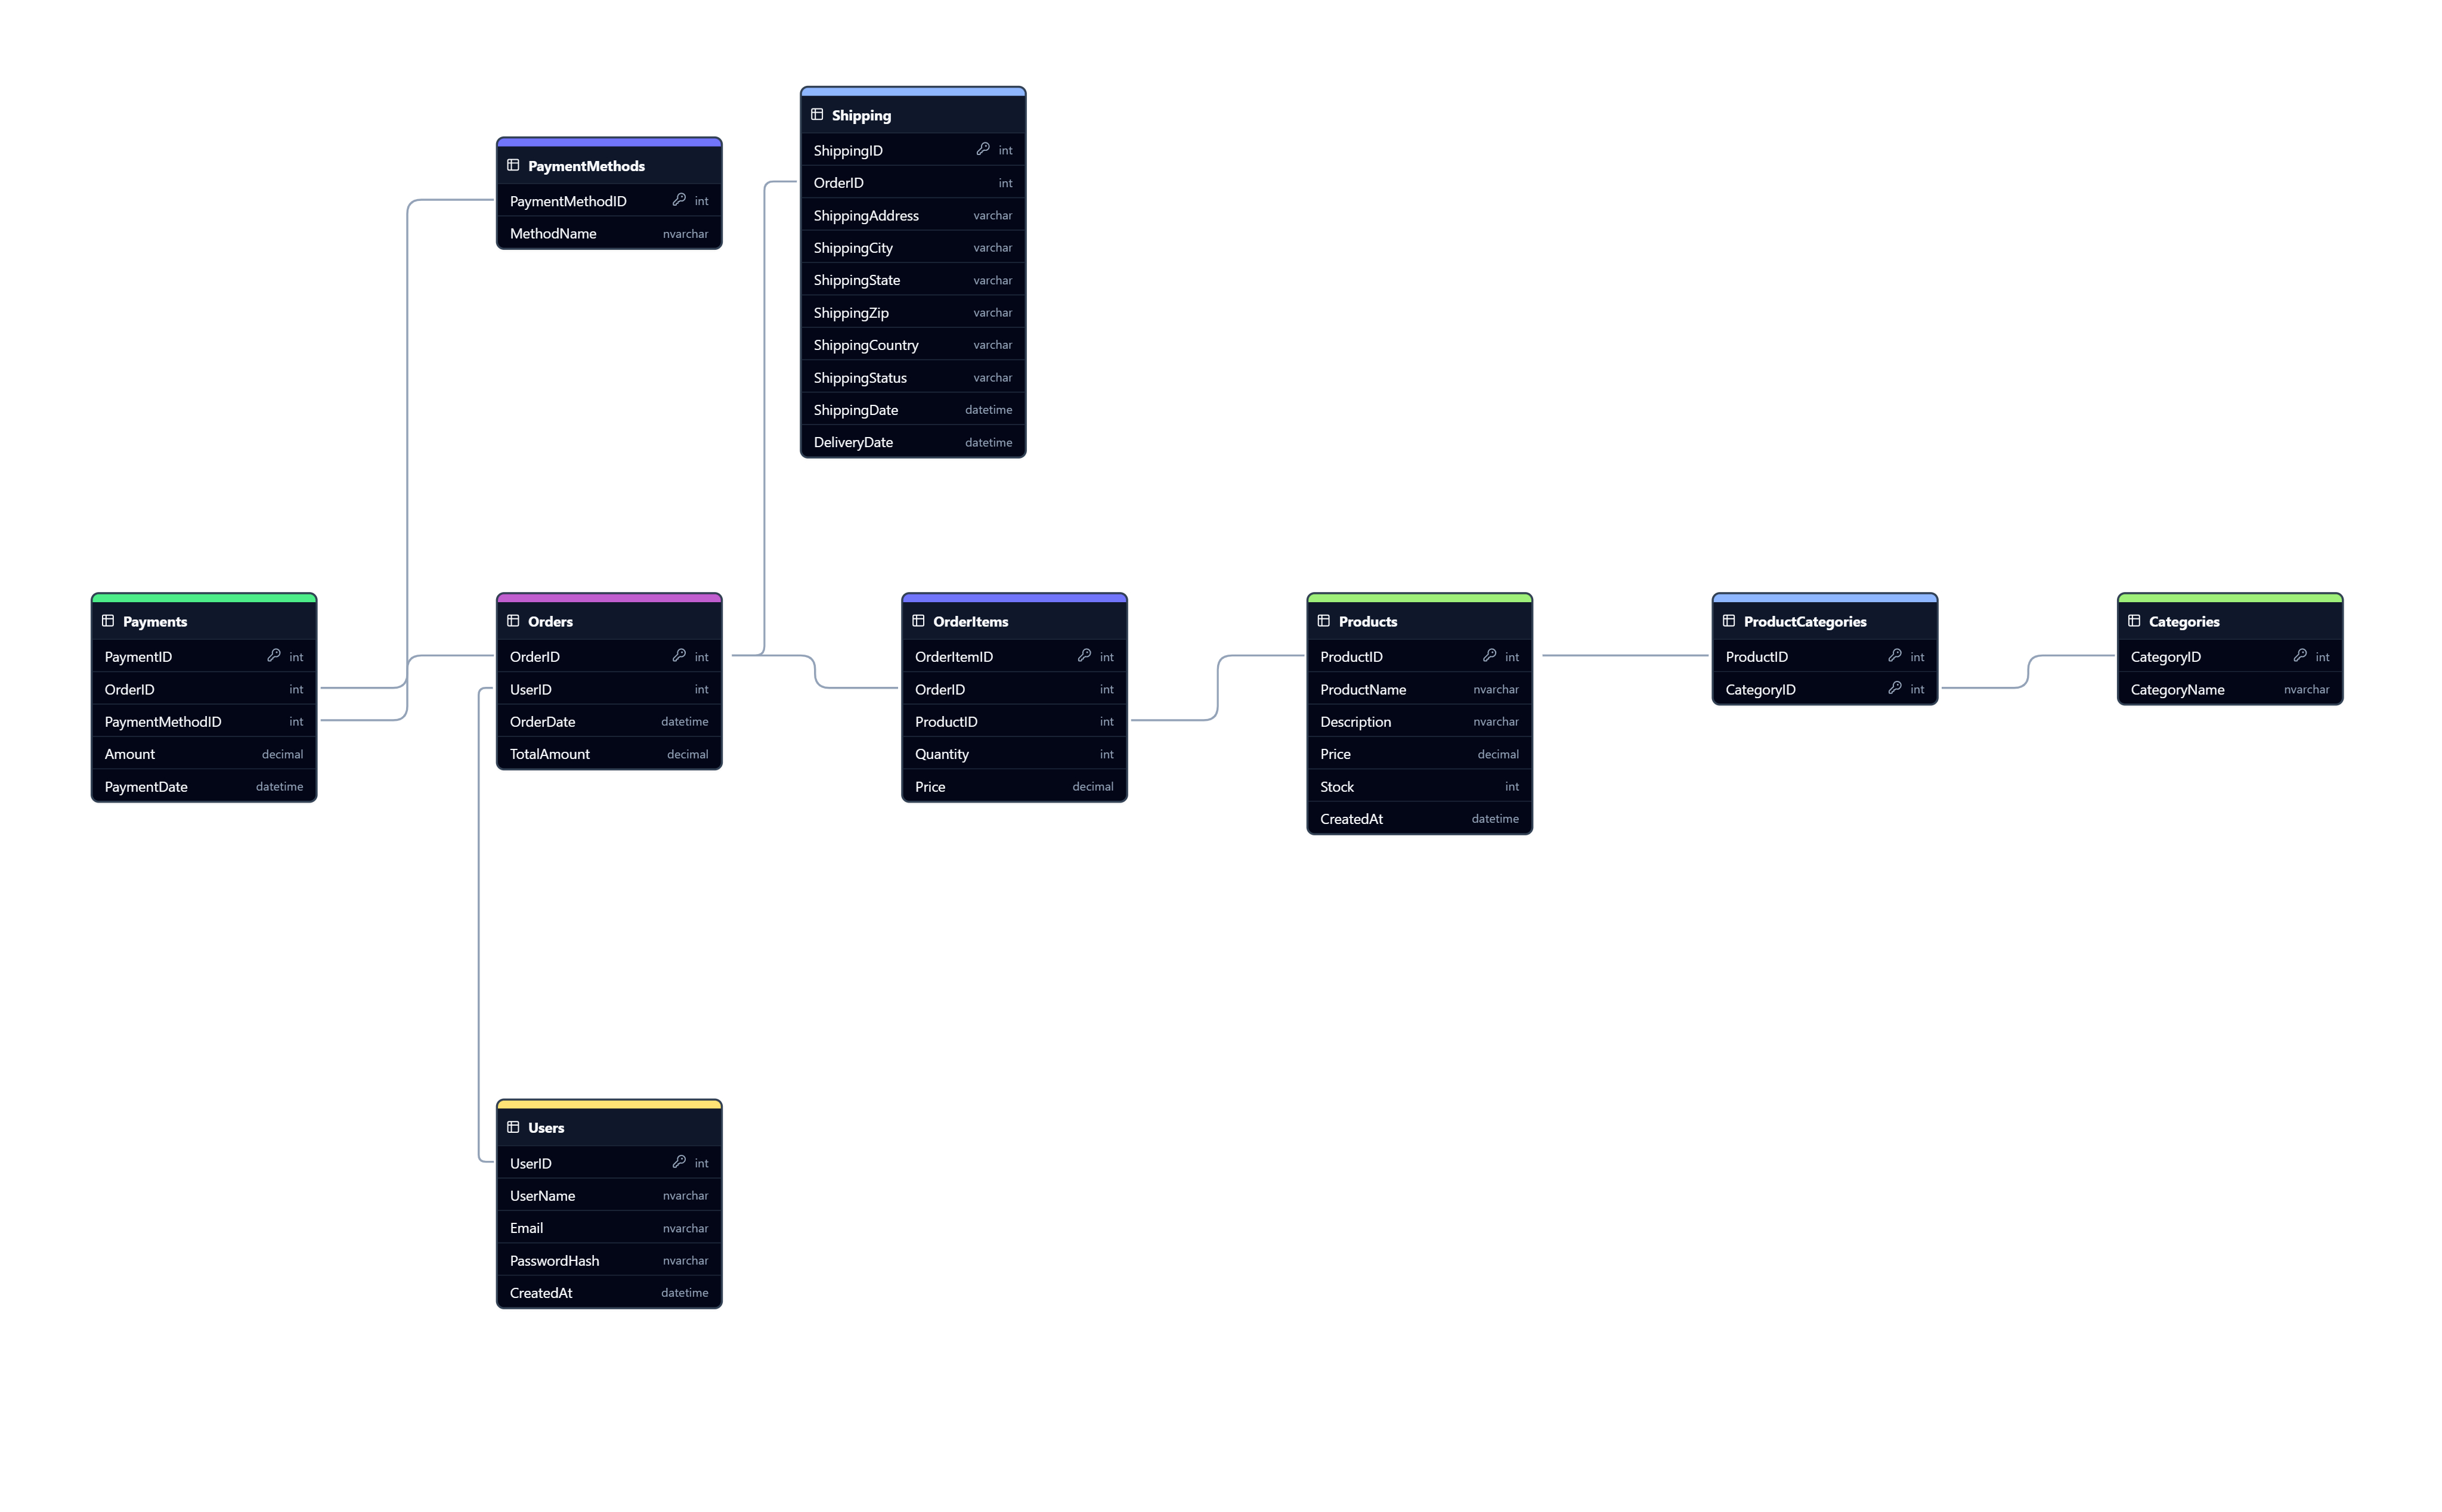 Shipping
ShippingID int
OrderID int
ShippingAddress varchar
ShippingCity varchar
ShippingState varchar
ShippingZip varchar
ShippingCountry varchar
ShippingStatus varchar
ShippingDate datetime
DeliveryDate datetime
PaymentMethods
PaymentMethodID int
MethodName nvarchar
Payments
PaymentID int
OrderID int
PaymentMethodID int
Amount decimal
PaymentDate datetime
Orders
OrderID int
UserID int
OrderDate datetime
TotalAmount decimal
OrderItems
OrderItemID int
OrderID int
ProductID int
Quantity int
Price decimal
Products
ProductID int
ProductName nvarchar
Description nvarchar
Price decimal
Stock int
CreatedAt datetime
ProductCategories
ProductID int
CategoryID int
Categories
CategoryID int
CategoryName nvarchar
Users
UserID int
UserName nvarchar
Email nvarchar
PasswordHash nvarchar
CreatedAt datetime